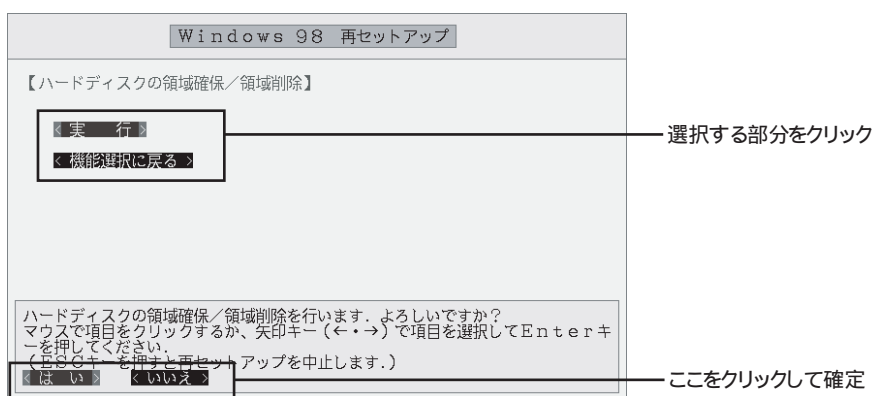 Windows 98 再セットアップ
【ハードディスクの領域確保／領域削除】
<実　行>
選択する部分をクリック
<機能選択に戻る>
ハードディスクの領域確保／領域削除を行います．よろしいですか？
マウスで項目をクリックするか、矢印キー（←・→）で項目を選択してＥｎｔｅｒキ
ーを押してください．
（ＥＳＣキーを押すと再セットアップを中止します．）
<は　い>　<いいえ>
ここをクリックして確定